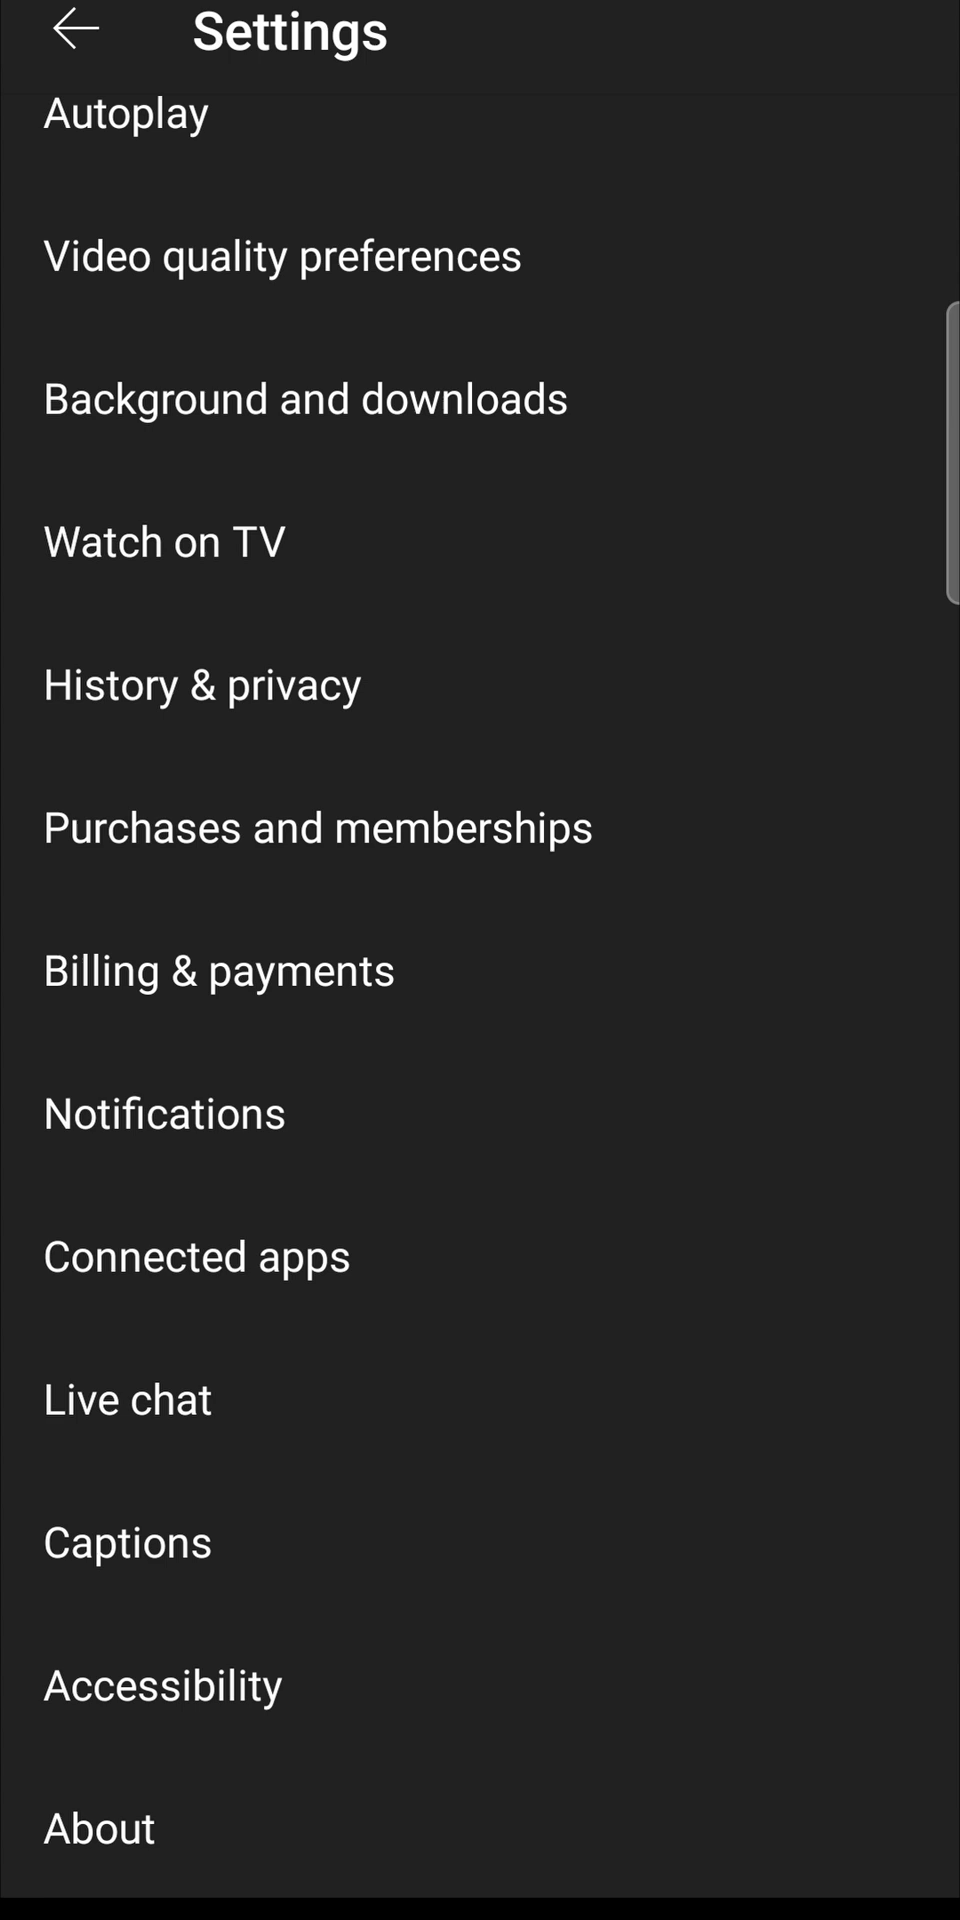 Settings
Autoplay
Video quality preferences
Background and downloads
Watch on TV
History & privacy
Purchases and memberships
Billing & payments
Notifications
Connected apps
Live chat
Captions
Accessibility
About